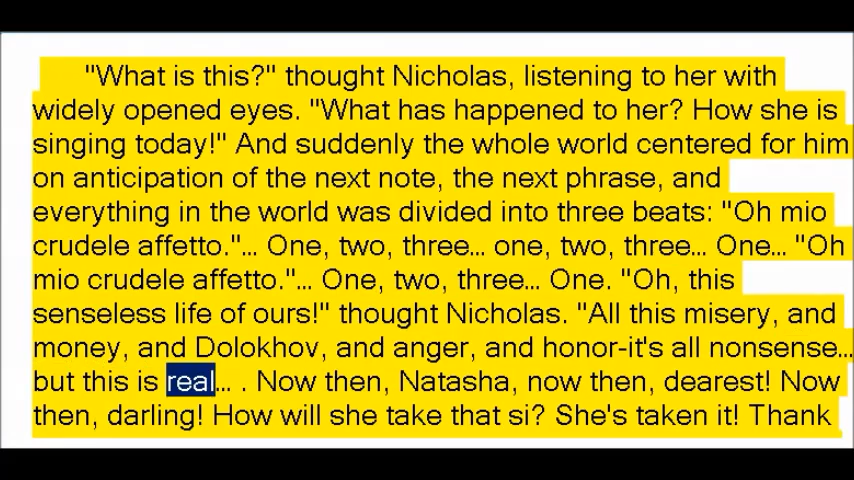 "What is this?" thought Nicholas, listening to her with
widely opened eyes. "What has happened to her? How she is
singing today!" And suddenly the whole world centered for him
on anticipation of the next note, the next phrase, and
everything in the world was divided into three beats: "Oh mio
crudele affetto."... One, two, three... one, two, three... One... "Oh
mio crudele affetto."... One, two, three... One. "Oh, this
senseless life of ours!" thought Nicholas. "All this misery, and
money, and Dolokhov, and anger, and honor-it's all nonsense...
but this is real... . Now then, Natasha, now then, dearest! Now
then, darling! How will she take that si? She's taken it! Thank